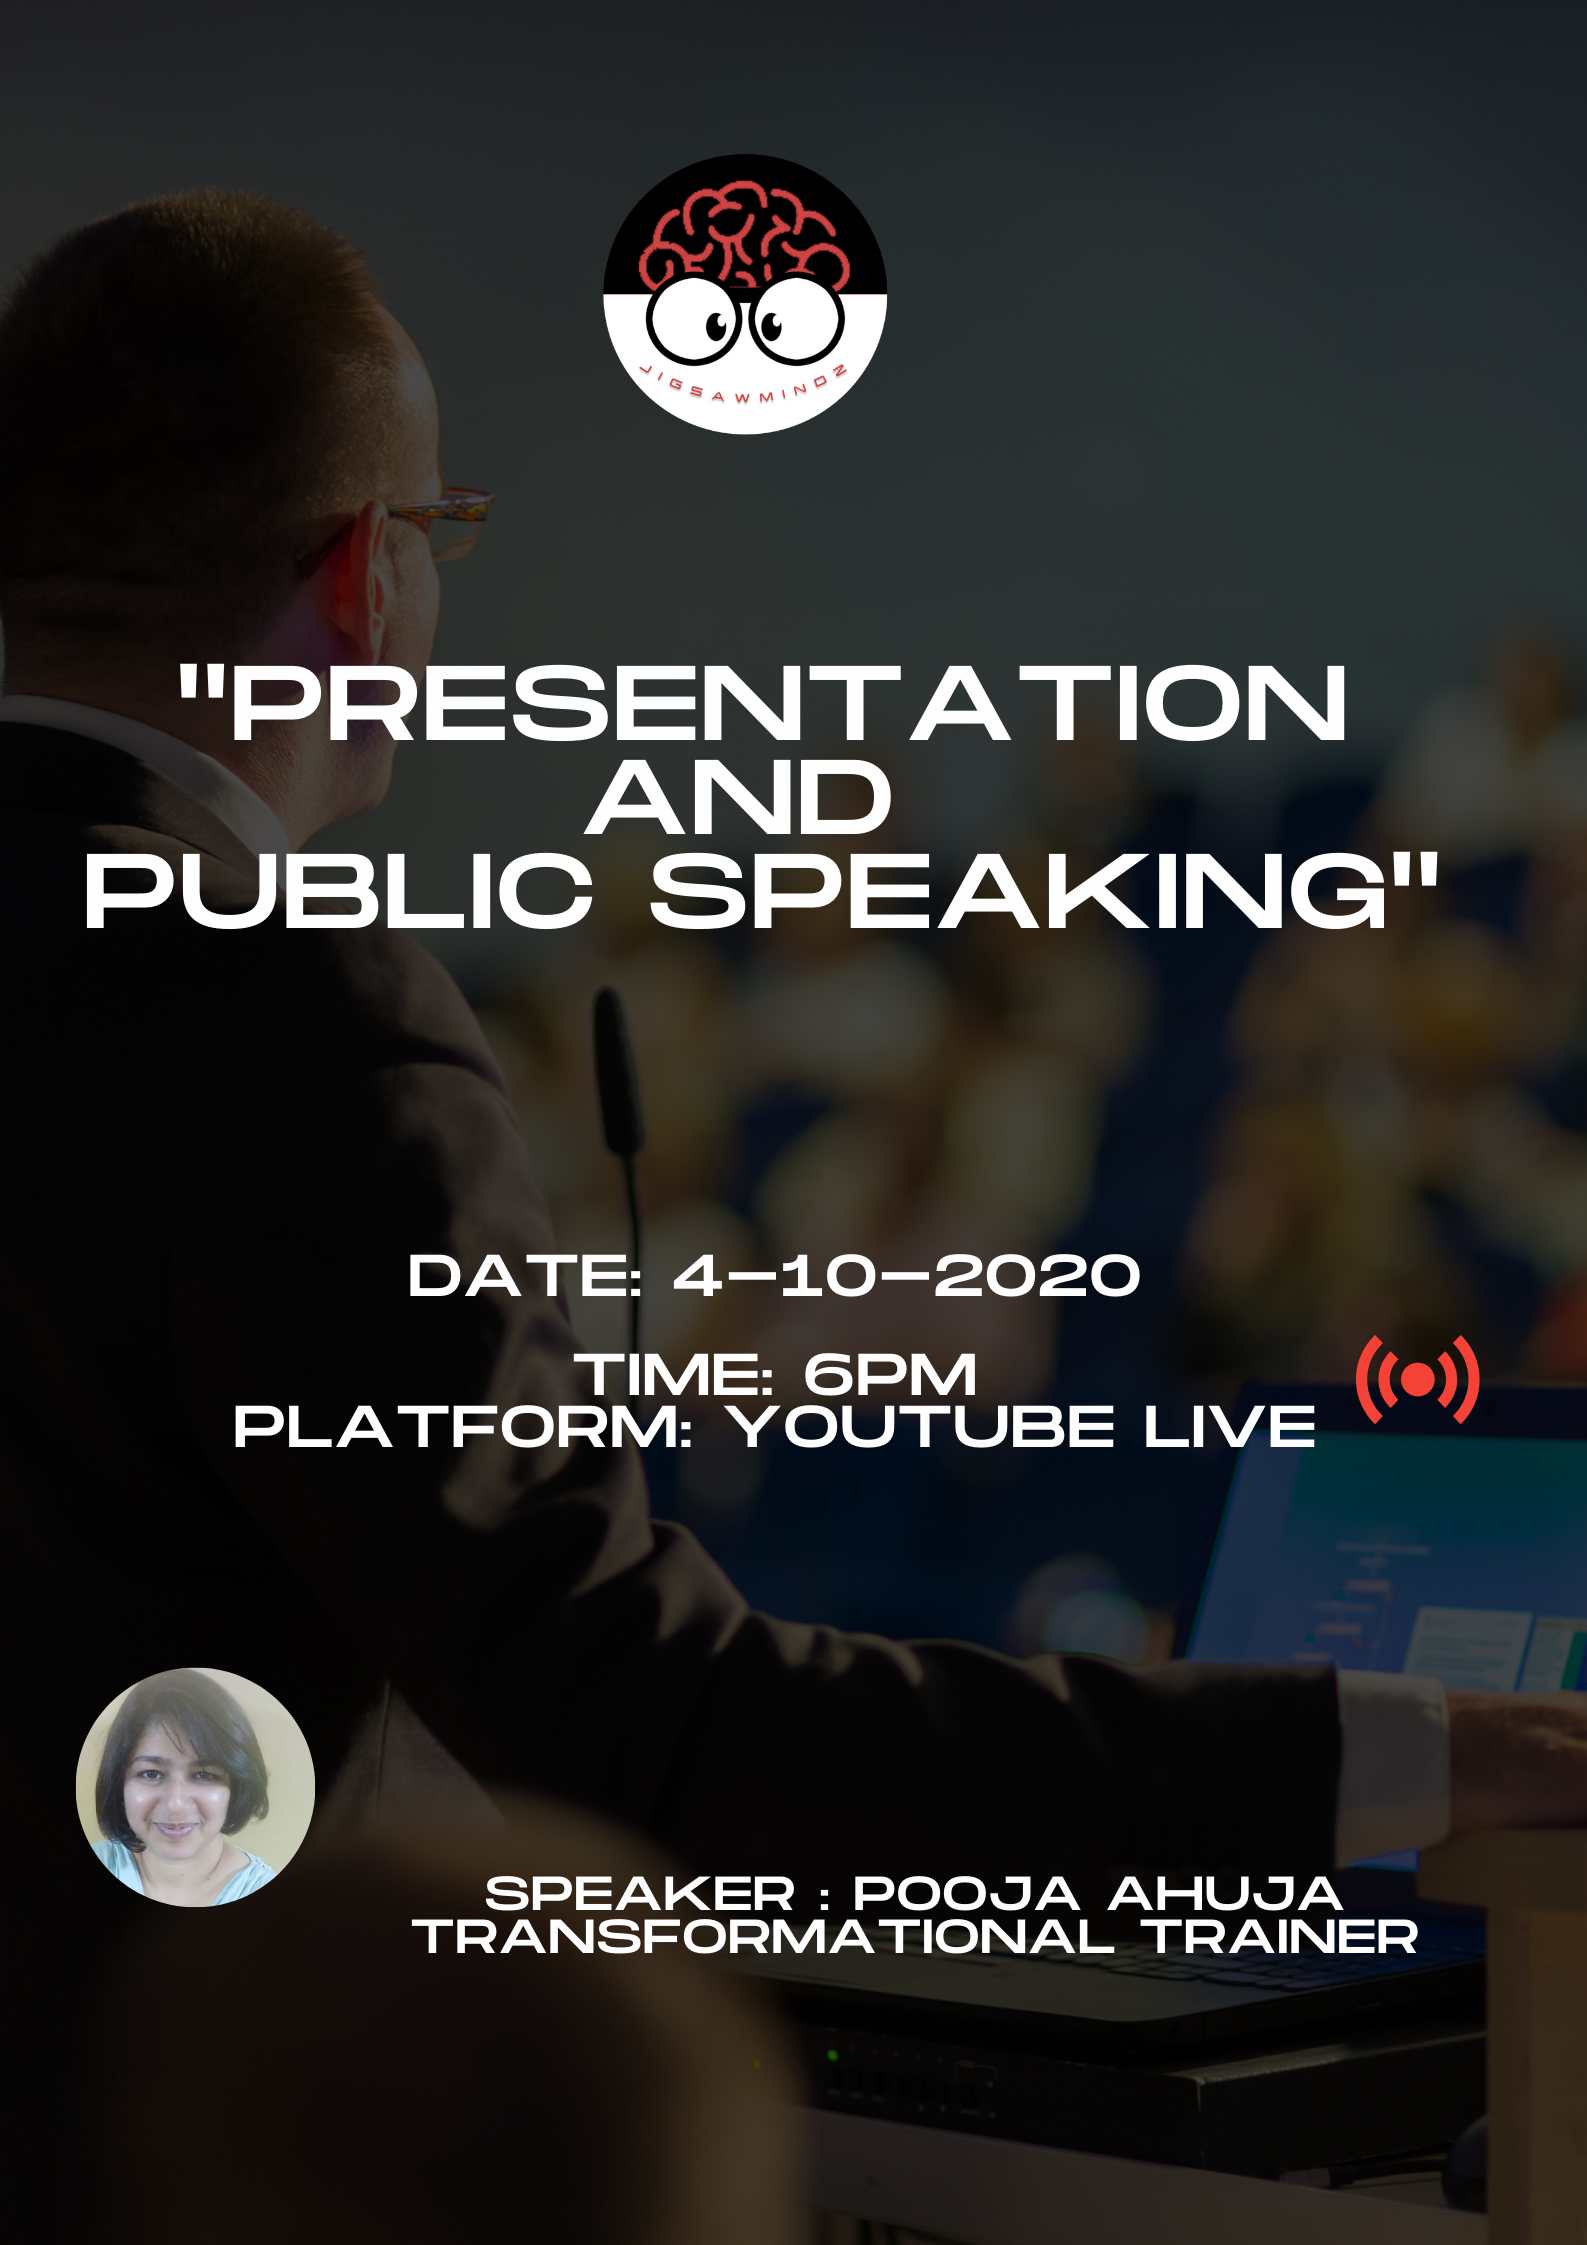 JIGSAWMINDZ
"PRESENTATION
AND
PUBLIC SPEAKING"
DATE: 4-10-2020
TIME: 6PM
PLATFORM: YOUTUBE LIVE
SPEAKER : POOJA AHUJA
TRANSFORMATIONAL TRAINER